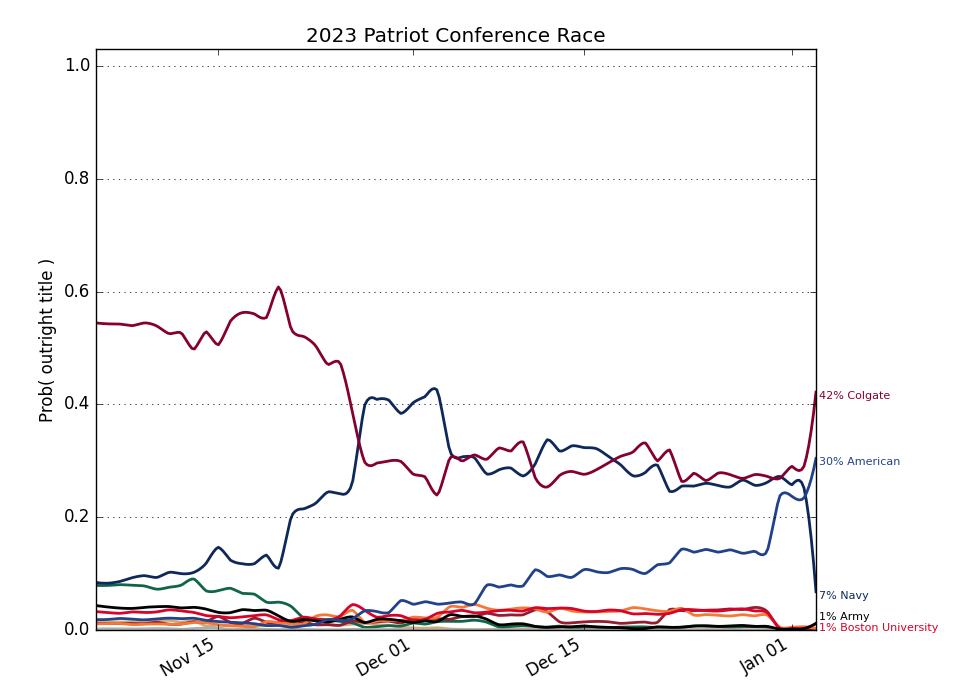 2023 Patriot Conference Race
Prob( outright title )
1.0
0.8
0.6
0.4
0.2
0.0
42% Colgate
30% American
7% Navy
1% Army
1% Boston University
Nov 15
Dec 01
Dec 15
Jan 01